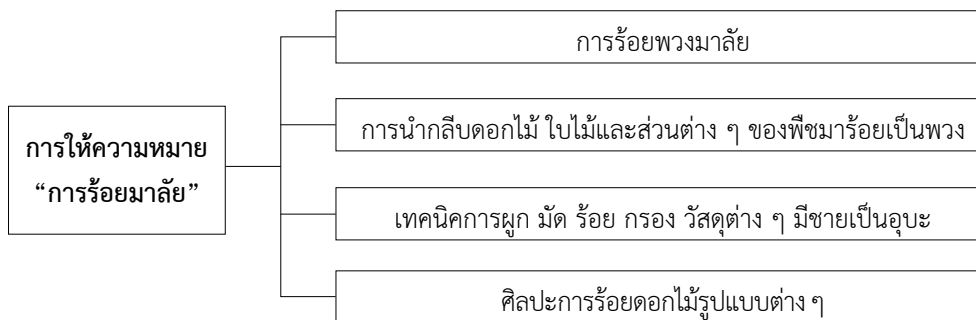 การให้ความหมาย
“การร้อยมาลัย”
การร้อยพวงมาลัย
การนำกลีบดอกไม้ ใบไม้และส่วนต่าง ๆ ของพืชมาร้อยเป็นพวง
เทคนิคการผูก มัด ร้อย กรอง วัสดุต่าง ๆ มีชายเป็นอุบะ
ศิลปะการร้อยดอกไม้รูปแบบต่าง ๆ